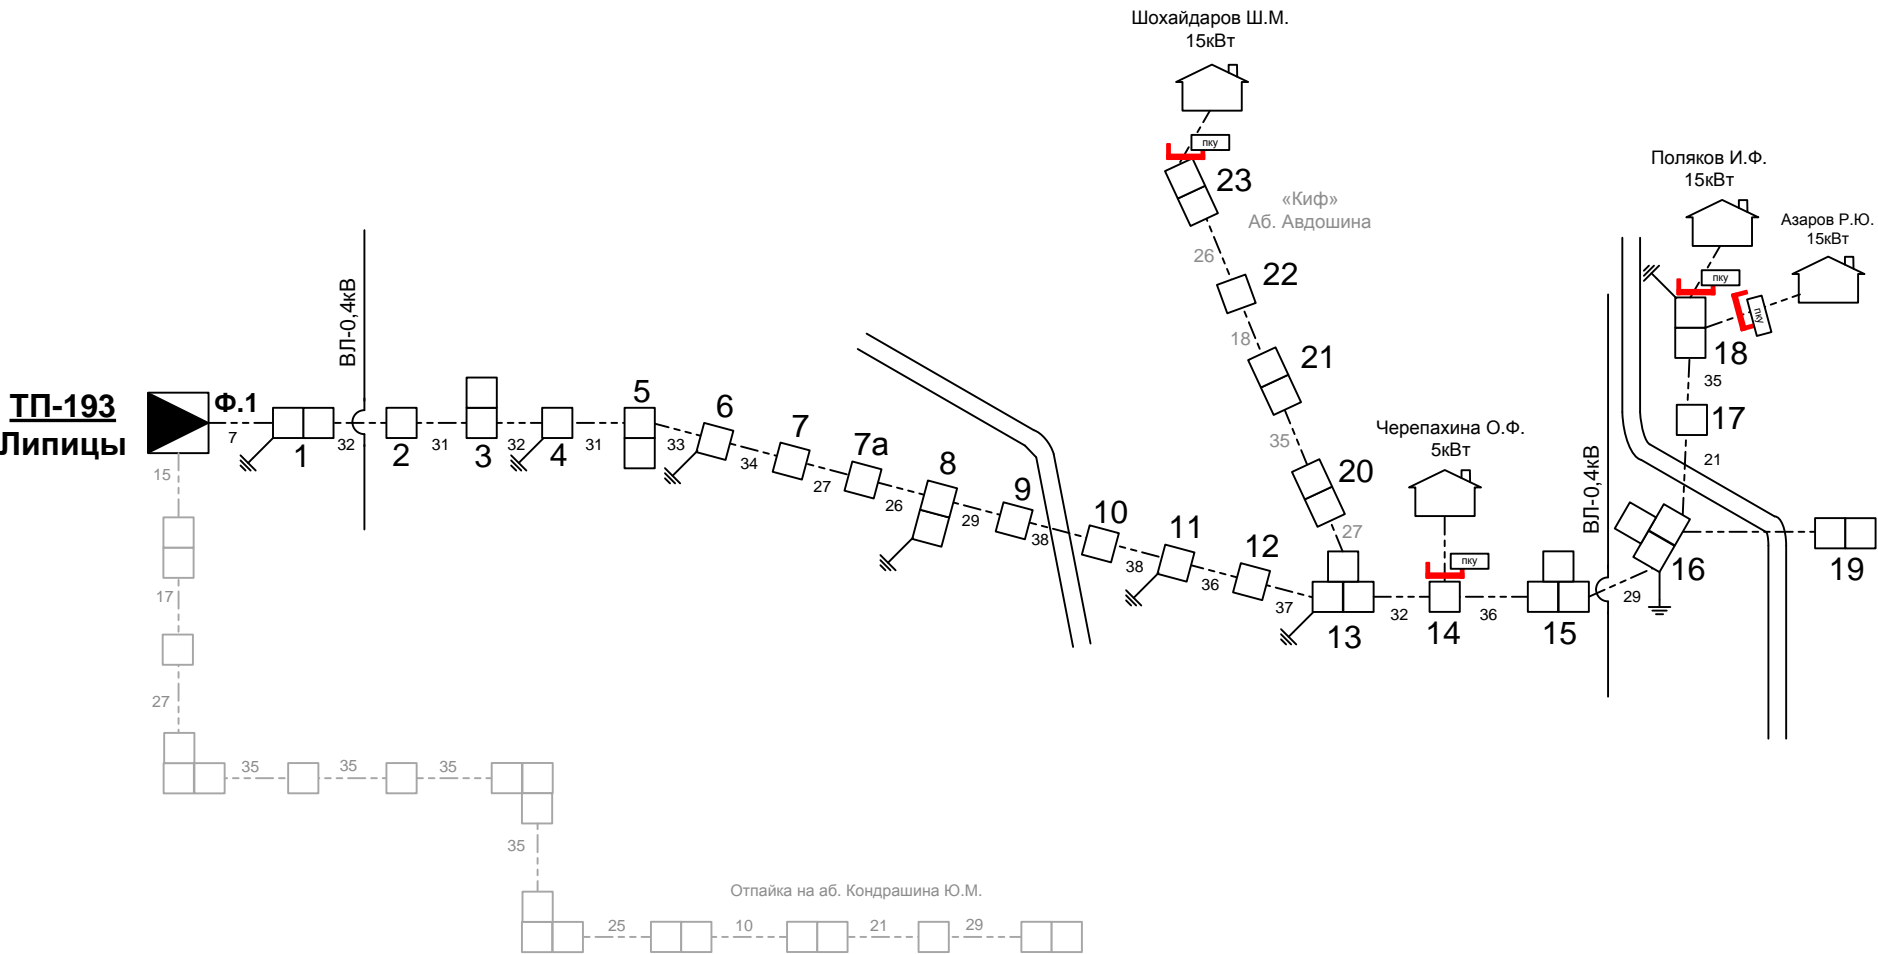 Шохайдаров Ш.М.
15кВт
пку
23
«Киф»
Аб. Авдошина
26
22
18
21
35
20
27
Поляков И.Ф.
15кВт
Азаров Р.Ю.
15кВт
пку
пку
18
35
17
21
ВЛ-0,4кВ
ТП-193
Липицы
Ф.1
7
1
32
2
31
3
32
4
31
5
33
6
34
7
27
7а
26
8
29
9
38
10
38
11
36
12
37
13
32
Черепахина О.Ф.
5кВт
пку
14
36
15
ВЛ-0,4кВ
29
16
19
15
17
27
35
35
35
35
Отпайка на аб. Кондрашина Ю.М.
25
10
21
29